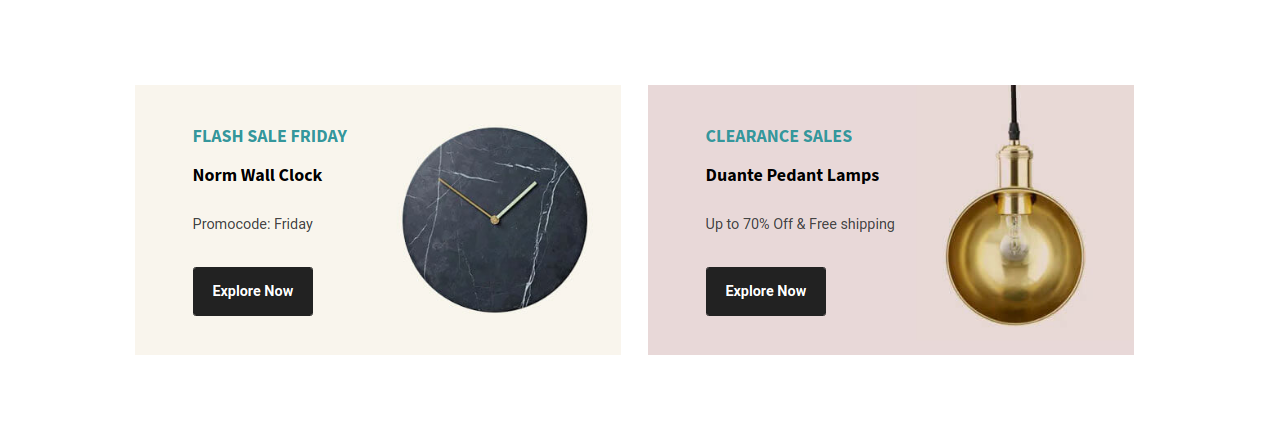 FLASH SALE FRIDAY
Norm Wall Clock
Promocode: Friday
Explore Now
CLEARANCE SALES
Duante Pedant Lamps
Up to 70% Off & Free shipping
Explore Now